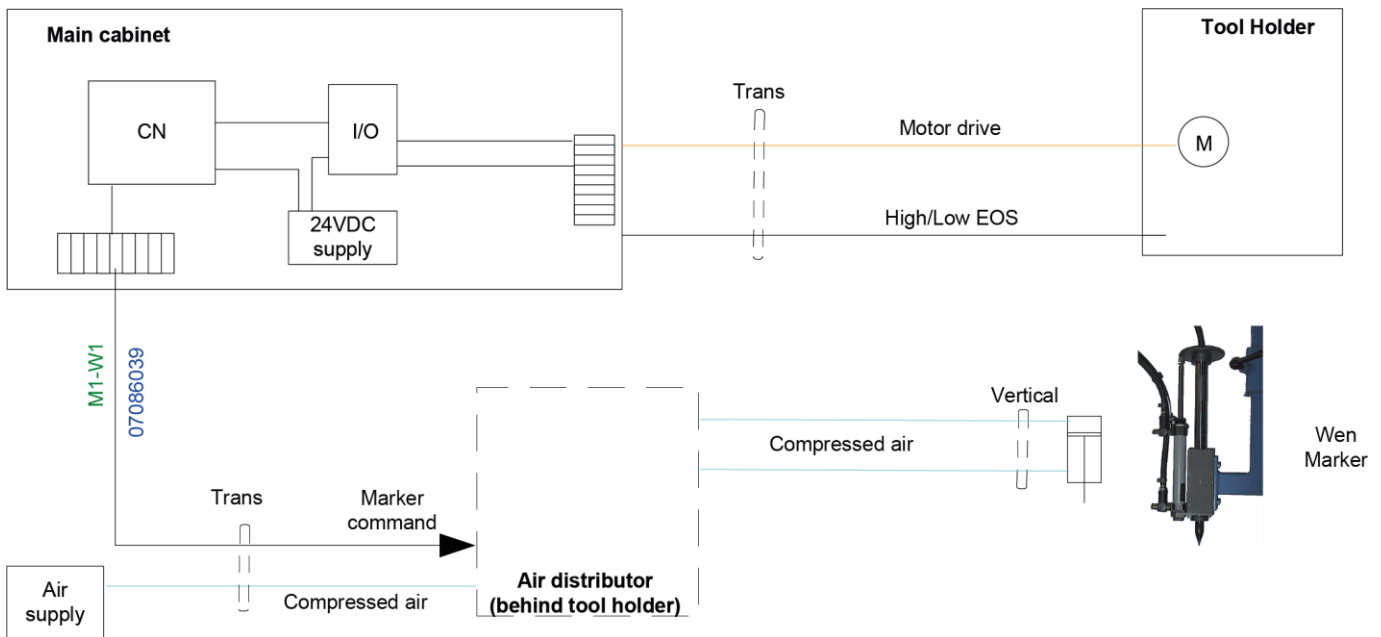 Main cabinet
Tool Holder
CN
I/O
Trans
Motor drive
M
24VDC
supply
High/Low EOS
M1-W1
07086039
Vertical
Compressed air
Wen
Marker
Trans
Marker
command
Air
supply
Compressed air
Air distributor
(behind tool holder)